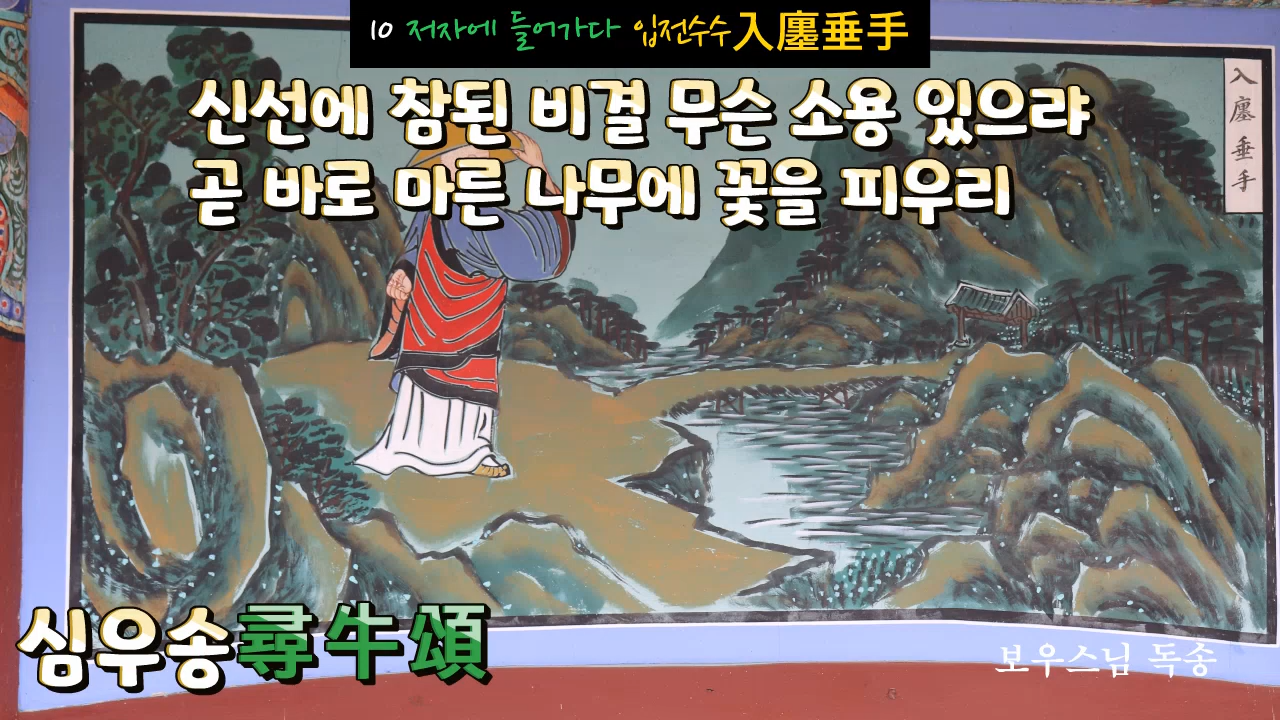 10 저자에 들어가다 입전수수入廛垂手
신선에 참된 비결 무슨 소용 있으랴
곧 바로 마른 나무에 꽃을 피우리
入廛垂手
심우송尋牛頌
보우스님 독송